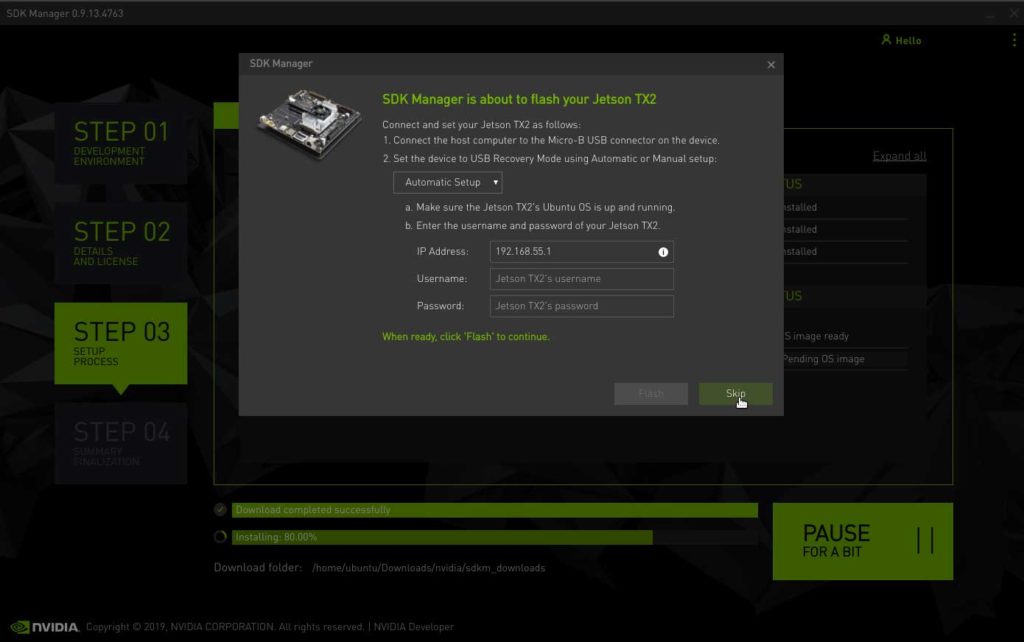 SDK Manager 0.9.13.4763
Hello
SDK Manager
SDK Manager is about to flash your Jetson TX2
Connect and set your Jetson TX2 as follows:
1. Connect the host computer to the Micro-B USB connector on the device.
2. Set the device to USB Recovery Mode using Automatic or Manual setup:
Automatic Setup
a. Make sure the Jetson TX2's Ubuntu OS is up and running.
b. Enter the username and password of your Jetson TX2.
IP Address: 192.168.55.1
Username: Jetson TX2's username
Password: Jetson TX2's password
When ready, click 'Flash' to continue.
Flash
Skip
STEP 01
DEVELOPMENT
ENVIRONMENT
STEP 02
DETAILS
AND LICENSE
STEP 03
SETUP
PROCESS
STEP 04
SUMMARY
FINALIZATION
Expand all
TUS
nstalled
nstalled
nstalled
TUS
S image ready
Pending OS image
Download completed successfully
Installing: 80.00%
Download folder: /home/ubuntu/Downloads/nvidia/sdkm_downloads
PAUSE
FOR A BIT
NVIDIA. Copyright © 2019, NVIDIA CORPORATION. All rights reserved. | NVIDIA Developer